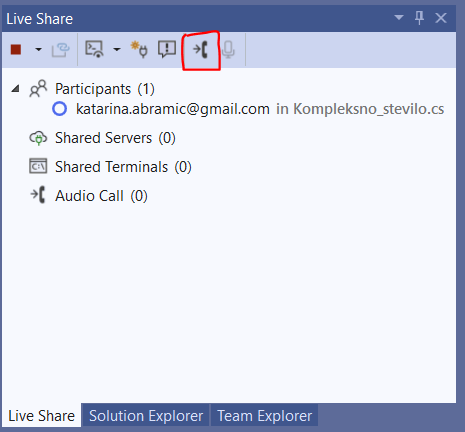 Live Share
Participants (1)
katarina.abramic@gmail.com in Kompleksno_stevilo.cs
Shared Servers (0)
Shared Terminals (0)
Audio Call (0)
Live Share Solution Explorer Team Explorer